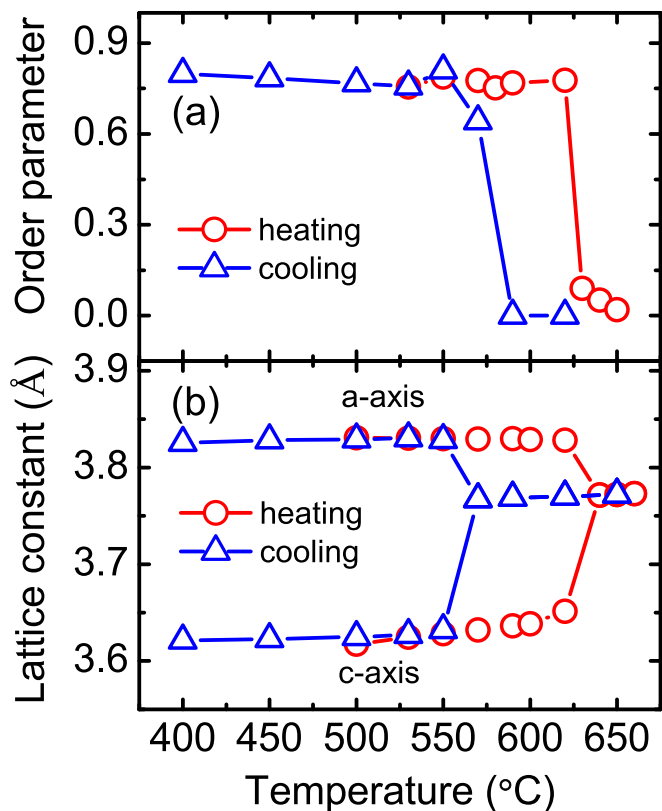 Order parameter
0.9
0.6
0.3
0.0
(a)
heating
cooling
Lattice constant (Å)
3.9
3.8
3.7
3.6
(b)
a-axis
heating
cooling
c-axis
400 450 500 550 600 650
Temperature (°C)